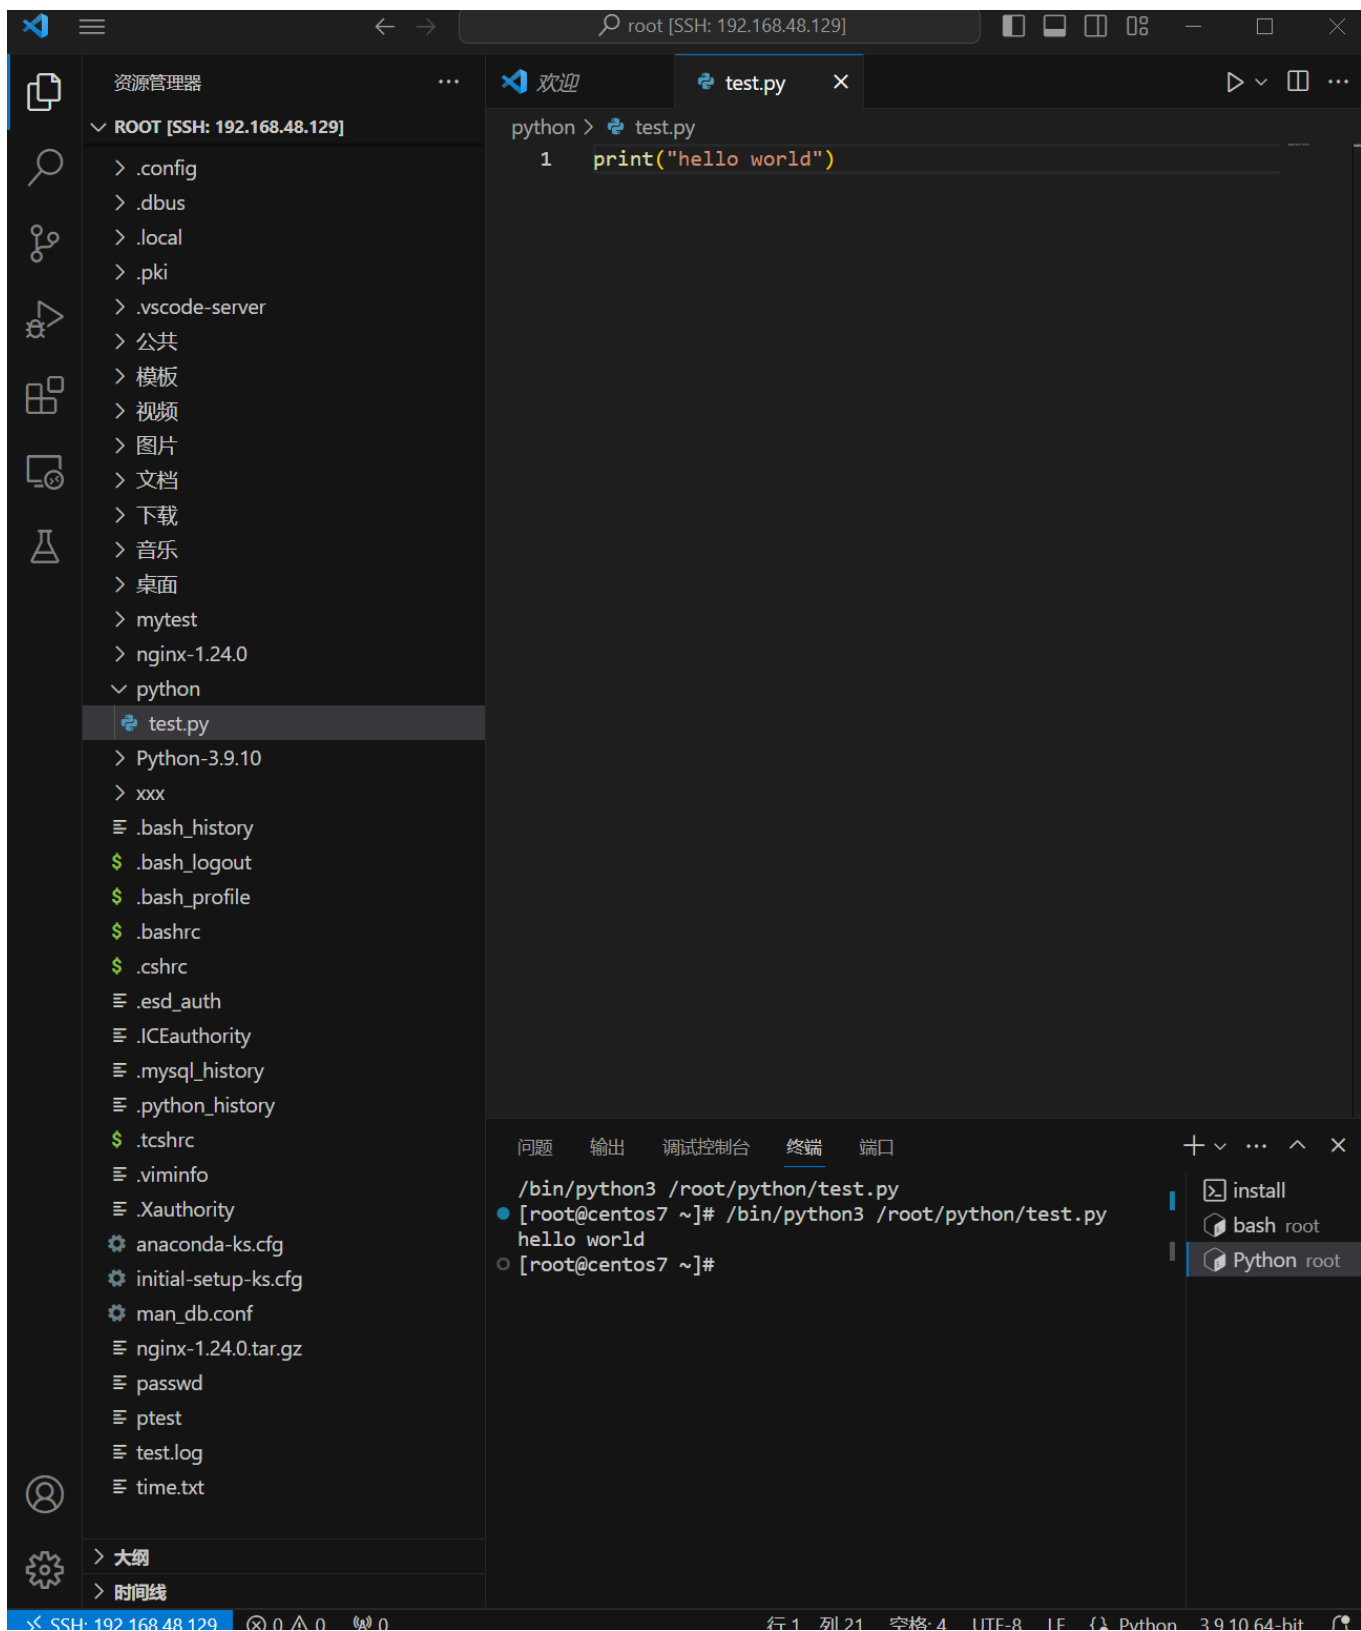 root [SSH: 192.168.48.129]
资源管理器
ROOT [SSH: 192.168.48.129]
.config
.dbus
.local
.pki
.vscode-server
公共
模板
视频
图片
文档
下载
音乐
桌面
mytest
nginx-1.24.0
python
test.py
Python-3.9.10
xxx
.bash_history
.bash_logout
.bash_profile
.bashrc
.cshrc
.esd_auth
.ICEauthority
.mysql_history
.python_history
.tcshrc
.viminfo
.Xauthority
anaconda-ks.cfg
initial-setup-ks.cfg
man_db.conf
nginx-1.24.0.tar.gz
passwd
ptest
test.log
time.txt
大纲
时间线
欢迎 test.py
python > test.py
1 print("hello world")
问题 输出 调试控制台 终端 端口
/bin/python3 /root/python/test.py
[root@centos7 ~]# /bin/python3 /root/python/test.py
hello world
[root@centos7 ~]#
install
bash root
Python root
SSH: 192.168.48.129 0 0 0 行 1 列 21 空格: 4 UTF-8 LF Python 3.9.10 64-bit